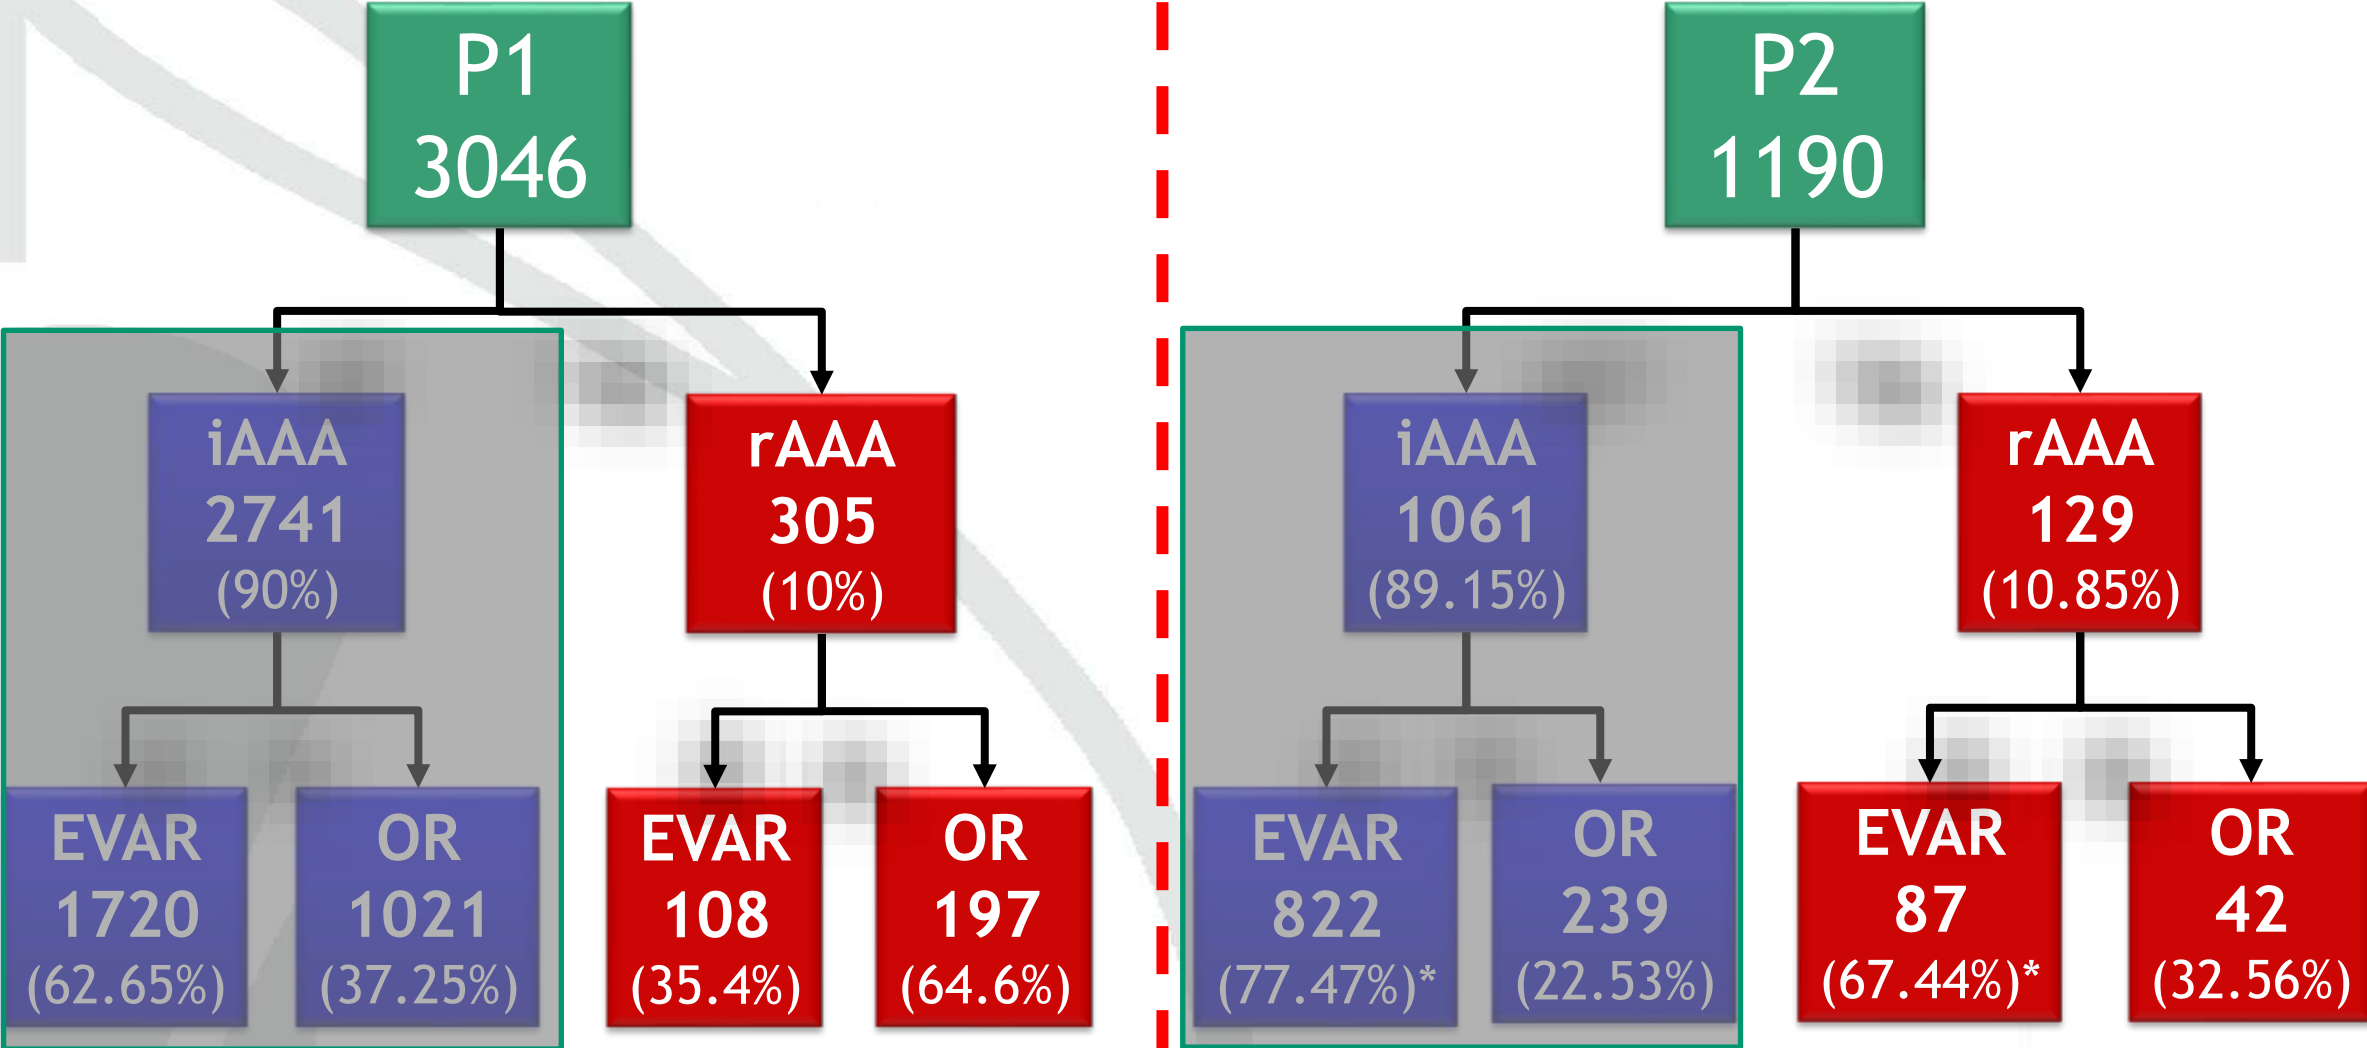 P1
3046
iAAA
2741
(90%)
rAAA
305
(10%)
EVAR
1720
(62.65%)
OR
1021
(37.25%)
EVAR
108
(35.4%)
OR
197
(64.6%)
P2
1190
iAAA
1061
(89.15%)
rAAA
129
(10.85%)
EVAR
822
(77.47%)*
OR
239
(22.53%)
EVAR
87
(67.44%)*
OR
42
(32.56%)